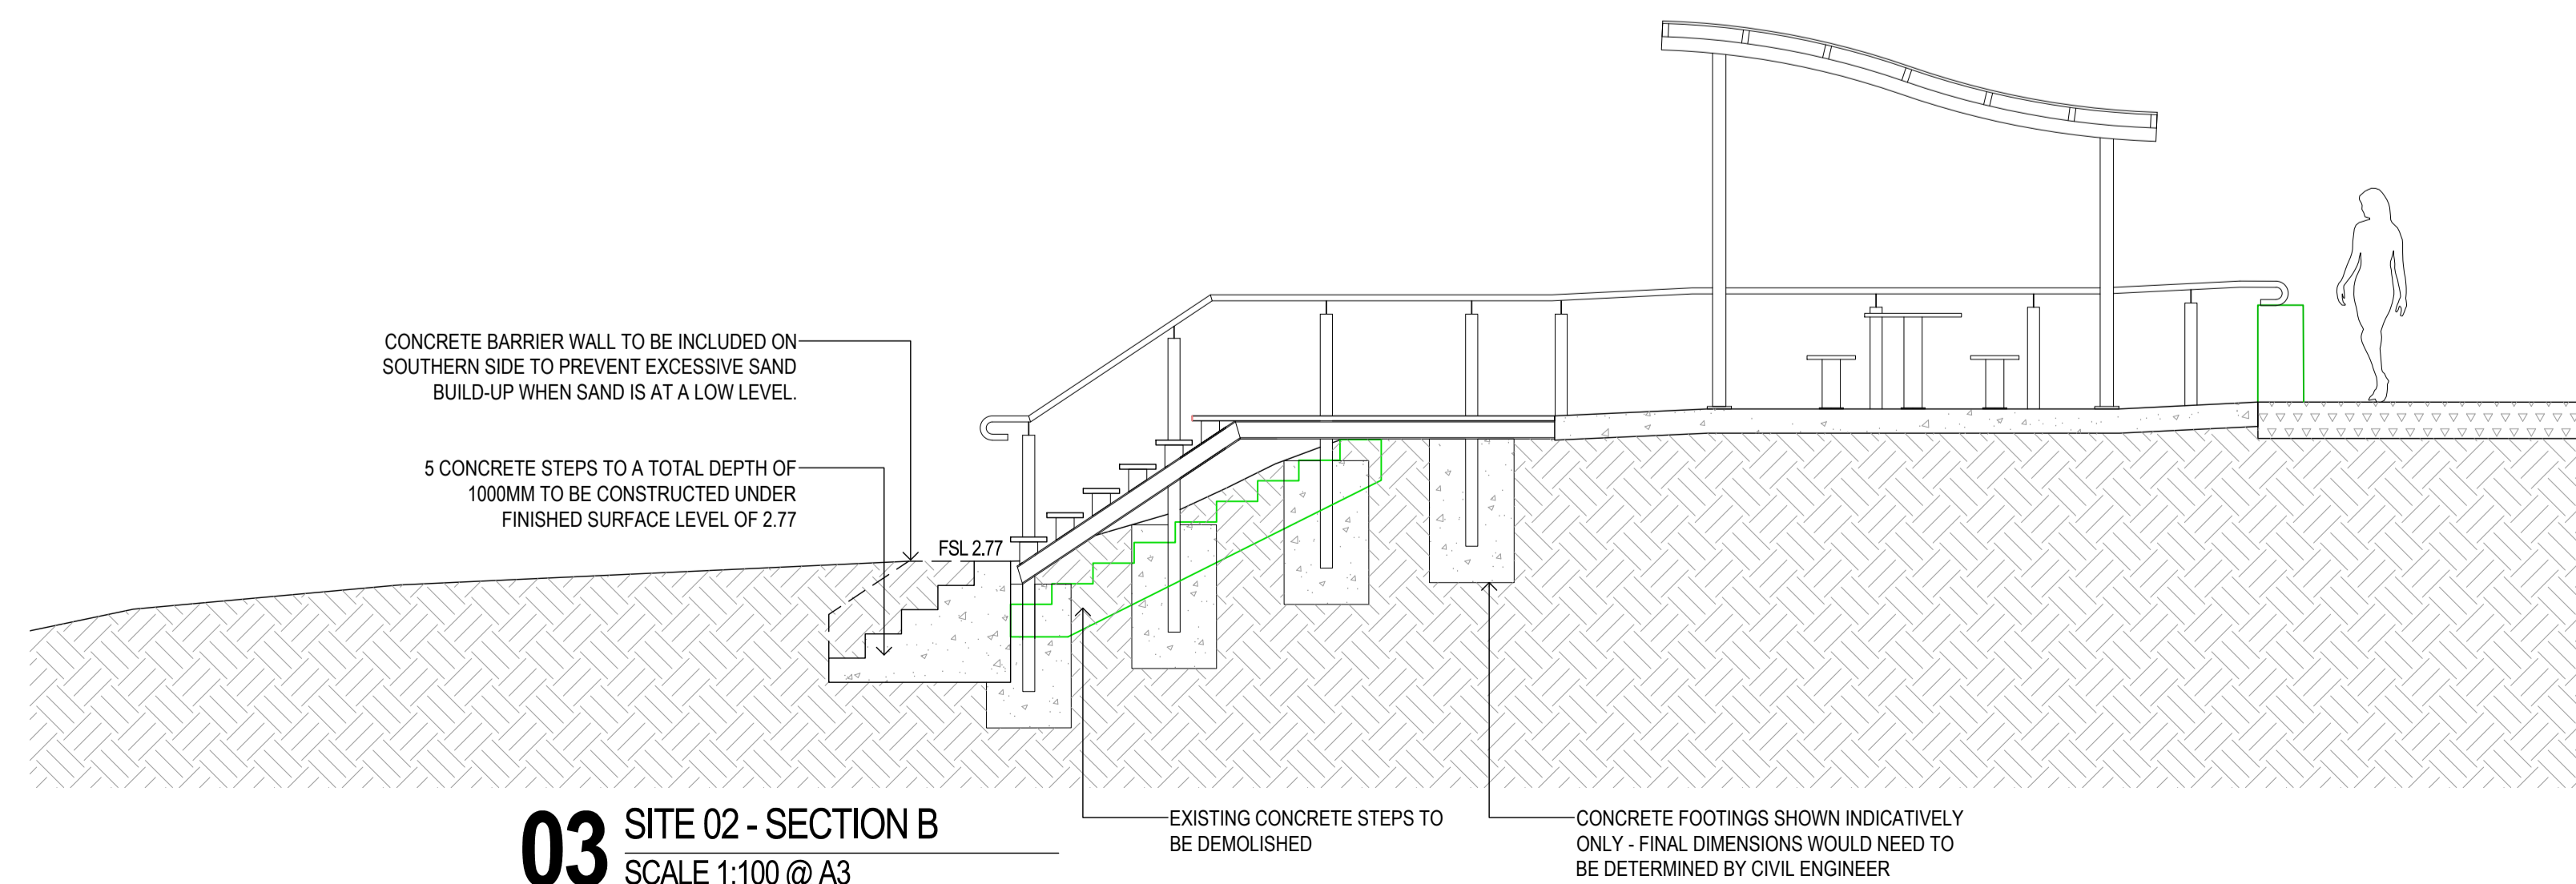 CONCRETE BARRIER WALL TO BE INCLUDED ON
SOUTHERN SIDE TO PREVENT EXCESSIVE SAND
BUILD-UP WHEN SAND IS AT A LOW LEVEL.
5 CONCRETE STEPS TO A TOTAL DEPTH OF
1000MM TO BE CONSTRUCTED UNDER
FINISHED SURFACE LEVEL OF 2.77
FSL 2.77
03 SITE 02 - SECTION B
SCALE 1:100 @ A3
EXISTING CONCRETE STEPS TO
BE DEMOLISHED
CONCRETE FOOTINGS SHOWN INDICATIVELY
ONLY - FINAL DIMENSIONS WOULD NEED TO
BE DETERMINED BY CIVIL ENGINEER